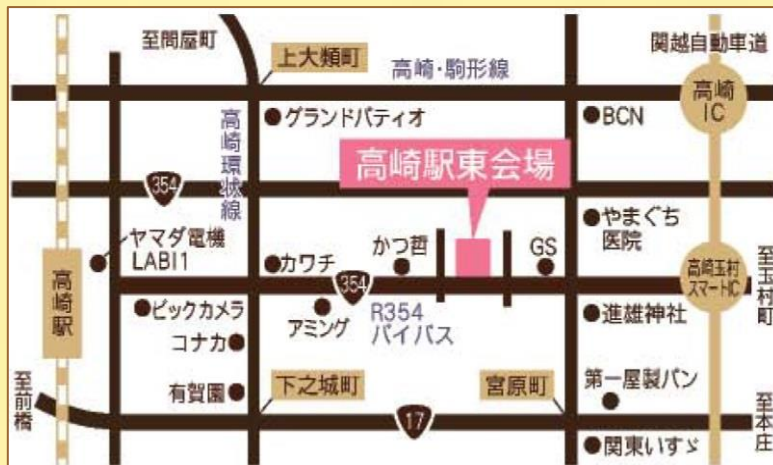 至問屋町
上大類町
高崎・駒形線
関越自動車道
高崎
IC
グランドパティオ
BCN
高崎環状線
高崎駅東会場
354
ヤマダ電機
LABI1
カワチ
かつ哲
GS
やまぐち
医院
高崎玉村
スマートIC
至玉村町
高崎駅
354
ビックカメラ
アミング
R354
バイパス
進雄神社
コナカ
有賀園
下之城町
宮原町
第一屋製パン
至前橋
17
至本庄
関東いすゞ